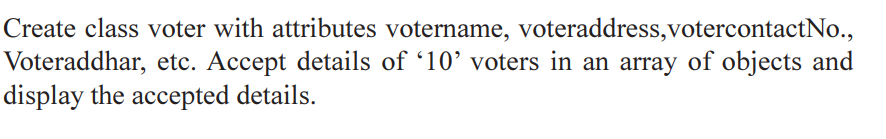 Create class voter with attributes votername, voteraddress,votercontactNo.,
Voteraddhar, etc. Accept details of ‘10’ voters in an array of objects and
display the accepted details.